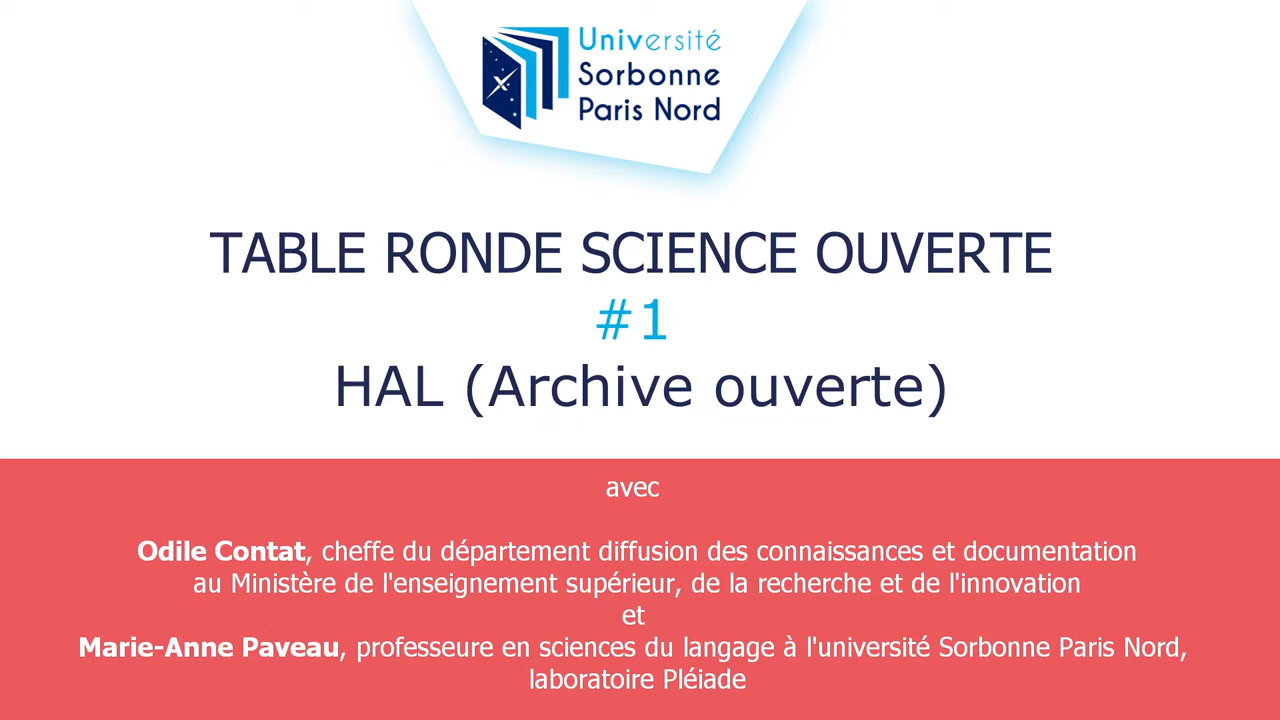 Université
Sorbonne
Paris Nord
TABLE RONDE SCIENCE OUVERTE
#1
HAL (Archive ouverte)
avec
Odile Contat, cheffe du département diffusion des connaissances et documentation
au Ministère de l'enseignement supérieur, de la recherche et de l'innovation
et
Marie-Anne Paveau, professeure en sciences du langage à l'université Sorbonne Paris Nord,
laboratoire Pléiade